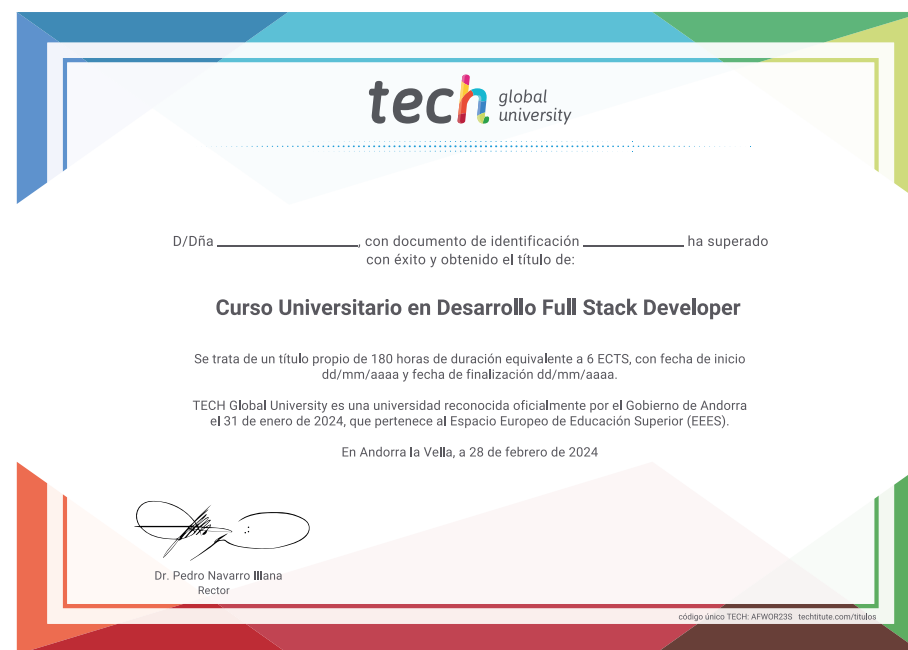 tech global university
D/Dña ____________________, con documento de identificación ______________ ha superado
con éxito y obtenido el título de:
Curso Universitario en Desarrollo Full Stack Developer
Se trata de un título propio de 180 horas de duración equivalente a 6 ECTS, con fecha de inicio
dd/mm/aaaa y fecha de finalización dd/mm/aaaa.
TECH Global University es una universidad reconocida oficialmente por el Gobierno de Andorra
el 31 de enero de 2024, que pertenece al Espacio Europeo de Educación Superior (EEES).
En Andorra la Vella, a 28 de febrero de 2024
Dr. Pedro Navarro Illana
Rector
código único TECH: AFWOR23S techtitute.com/titulos